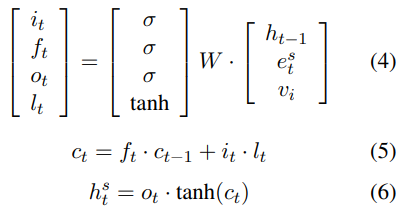 [ i_t ; f_t ; o_t ; l_t ] = [ σ ; σ ; σ ; tanh ] W · [ h_{t−1} ; e_t^s ; v_i ] (4)
c_t = f_t · c_{t−1} + i_t · l_t (5)
h_t^s = o_t · tanh(c_t) (6)